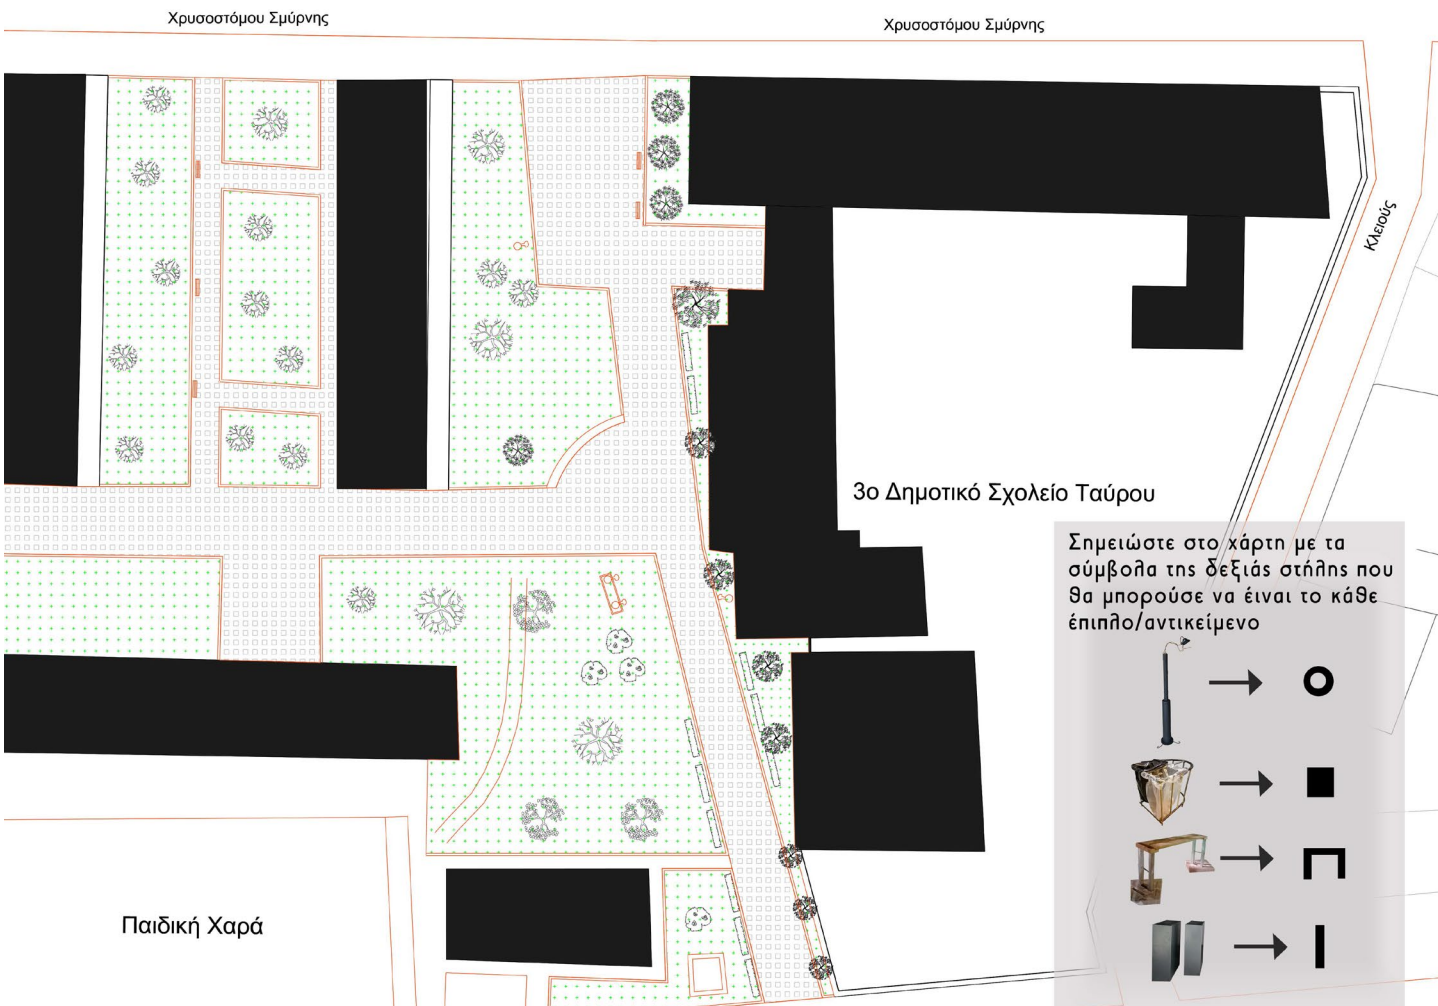 Χρυσοστόμου Σμύρνης
Χρυσοστόμου Σμύρνης
Κλειούς
3ο Δημοτικό Σχολείο Ταύρου
Σημειώστε στο χάρτη με τα
σύμβολα της δεξιάς στήλης που
θα μπορούσε να έιναι το κάθε
έπιπλο/αντικείμενο
Παιδική Χαρά